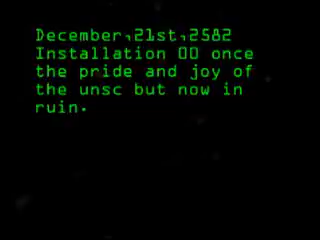 December,21st,2582
Installation 00 once
the pride and joy of
the unsc but now in
ruin.